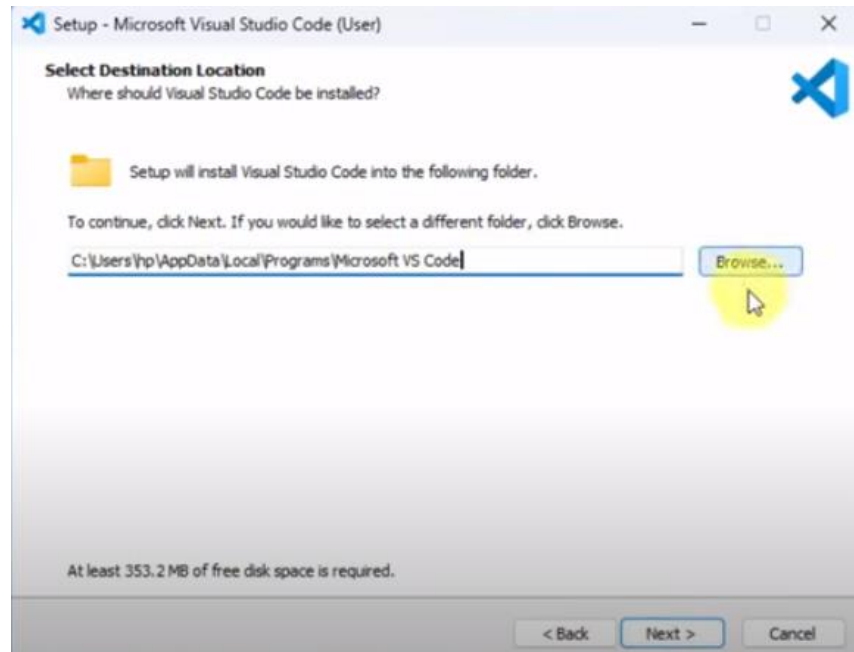 Setup - Microsoft Visual Studio Code (User)
Select Destination Location
Where should Visual Studio Code be installed?
Setup will install Visual Studio Code into the following folder.
To continue, click Next. If you would like to select a different folder, click Browse.
C:\Users\hp\AppData\Local\Programs\Microsoft VS Code
Browse...
At least 353.2 MB of free disk space is required.
< Back
Next >
Cancel